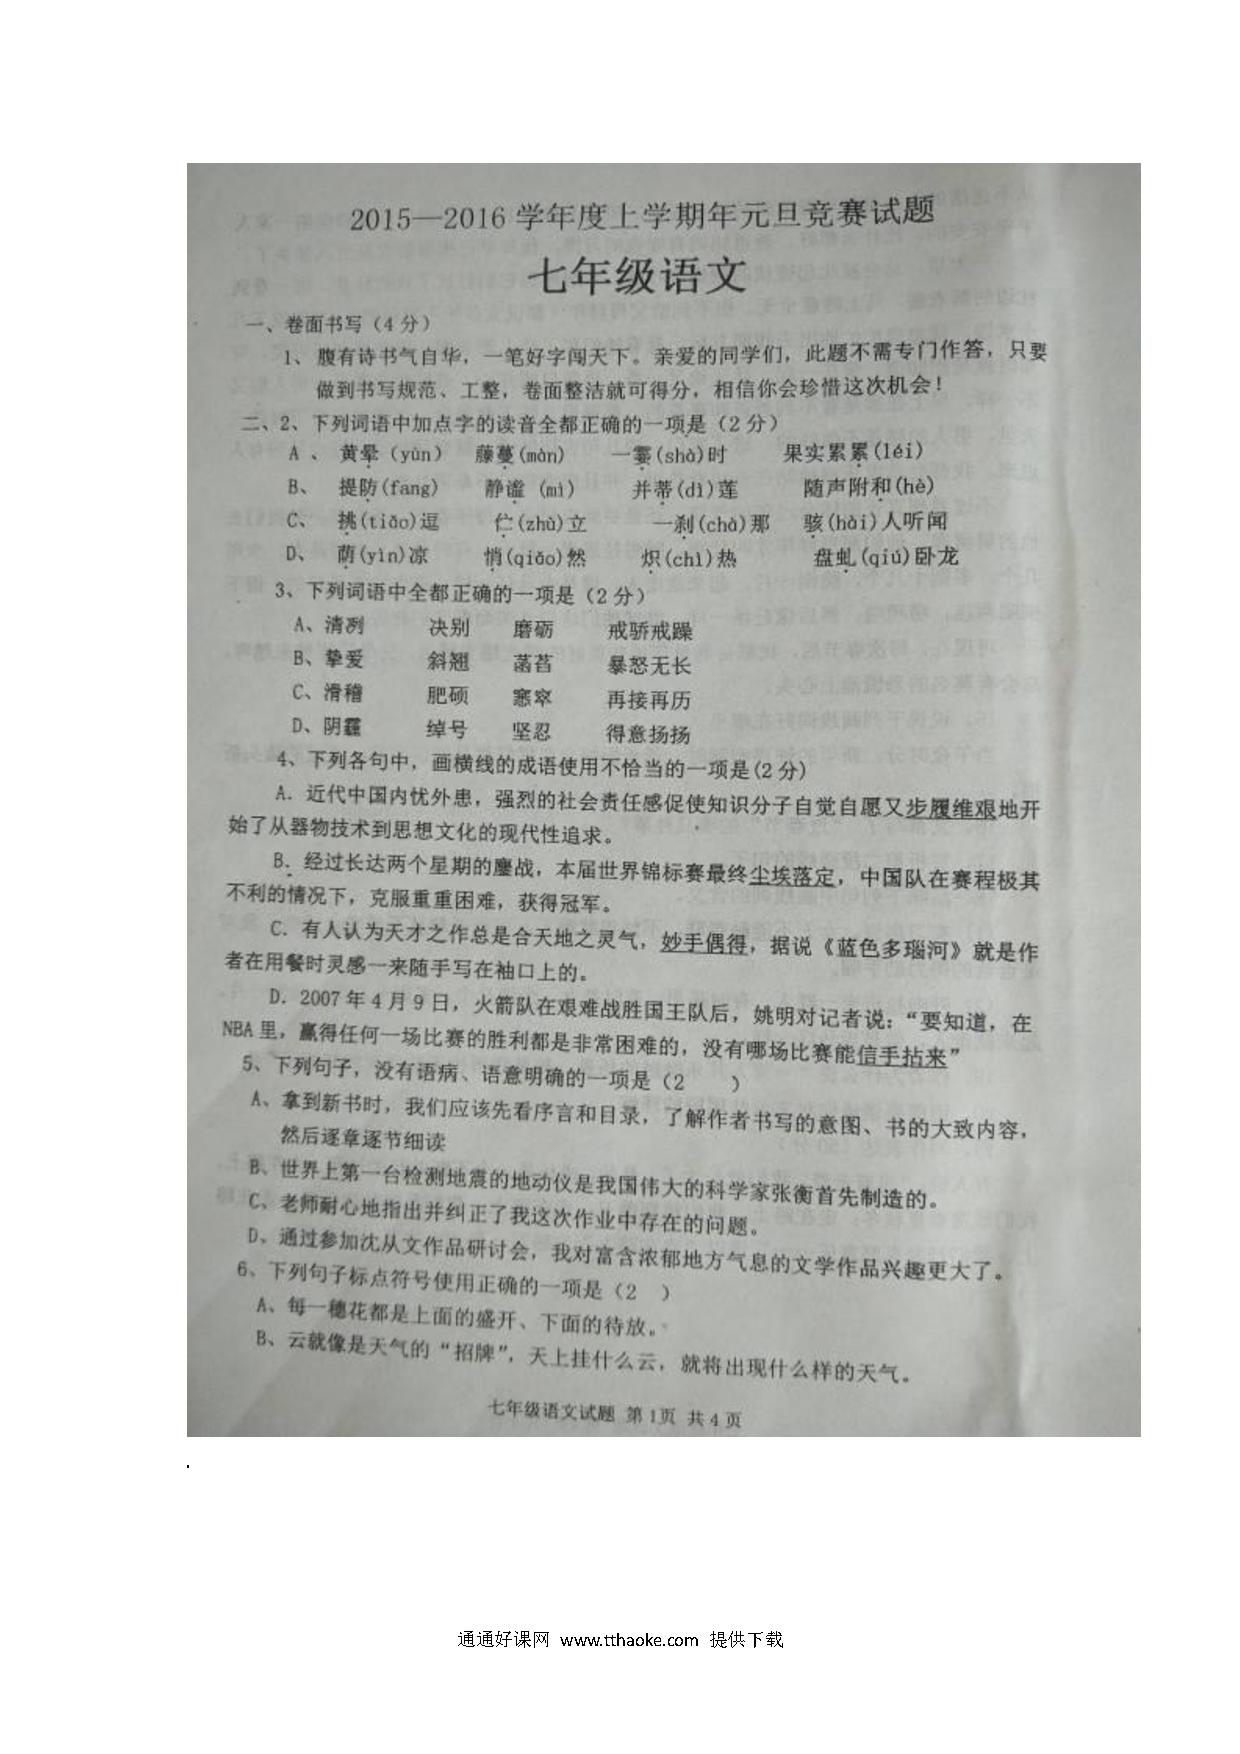 2015—2016 学年度上学期年元旦竞赛试题
七年级语文
一、卷面书写（4 分）
1、腹有诗书气自华，一笔好字闯天下。亲爱的同学们，此题不需专门作答，只要
做到书写规范、工整，卷面整洁就可得分，相信你会珍惜这次机会！
二、2、下列词语中加点字的读音全都正确的一项是（2 分）
A 、 黄晕（yùn） 藤蔓(màn) 一霎(shà)时 果实累累(léi)
B、 提防(fang) 静谧 (mì) 并蒂(dì)莲 随声附和(hè)
C、 挑(tiǎo)逗 伫(zhù)立 一刹(chà)那 骇(hài)人听闻
D、 荫(yìn)凉 悄(qiǎo)然 炽(chì)热 盘虬(qiú)卧龙
3、下列词语中全都正确的一项是（2 分）
A、清冽 决别 磨砺 戒骄戒躁
B、挚爱 斜翘 菡萏 暴怒无长
C、滑稽 肥硕 窸窣 再接再历
D、阴霾 绰号 坚忍 得意扬扬
4、下列各句中，画横线的成语使用不恰当的一项是(2 分)
A．近代中国内忧外患，强烈的社会责任感促使知识分子自觉自愿又步履维艰地开
始了从器物技术到思想文化的现代性追求。
B．经过长达两个星期的鏖战，本届世界锦标赛最终尘埃落定，中国队在赛程极其
不利的情况下，克服重重困难，获得冠军。
C．有人认为天才之作总是合天地之灵气，妙手偶得，据说《蓝色多瑙河》就是作
者在用餐时灵感一来随手写在袖口上的。
D．2007 年 4 月 9 日，火箭队在艰难战胜国王队后，姚明对记者说：“要知道，在
NBA 里，赢得任何一场比赛的胜利都是非常困难的，没有哪场比赛能信手拈来”
5、下列句子，没有语病、语意明确的一项是（2 ）
A、拿到新书时，我们应该先看序言和目录，了解作者书写的意图、书的大致内容，
然后逐章逐节细读
B、世界上第一台检测地震的地动仪是我国伟大的科学家张衡首先制造的。
C、老师耐心地指出并纠正了我这次作业中存在的问题。
D、通过参加沈从文作品研讨会，我对富含浓郁地方气息的文学作品兴趣更大了。
6、下列句子标点符号使用正确的一项是（2 ）
A、每一穗花都是上面的盛开、下面的待放。
B、云就像是天气的“招牌”，天上挂什么云，就将出现什么样的天气。
七年级语文试题 第 1页 共 4 页
通通好课网 www.tthaoke.com 提供下载